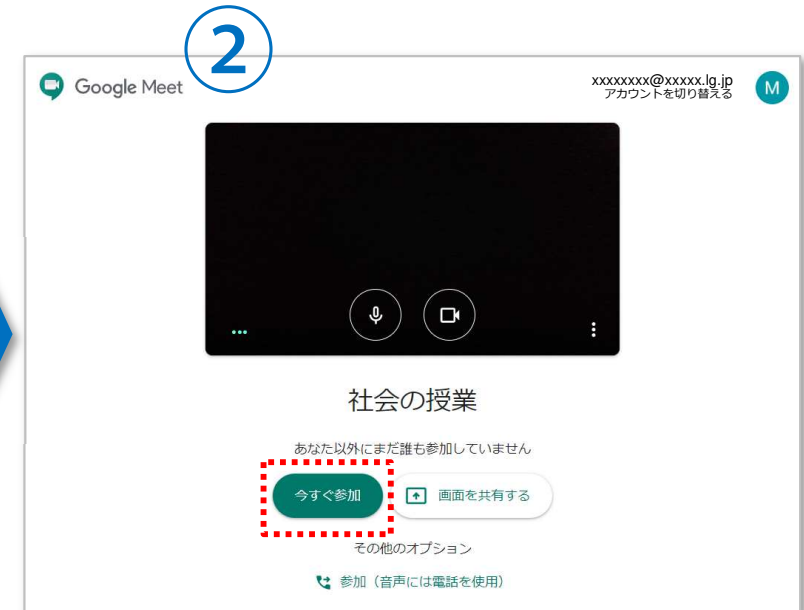 ②
Google Meet
xxxxxxxx@xxxxx.lg.jp
アカウントを切り替える
M
社会の授業
あなた以外にまだ誰も参加していません
今すぐ参加
画面を共有する
その他のオプション
参加（音声には電話を使用）